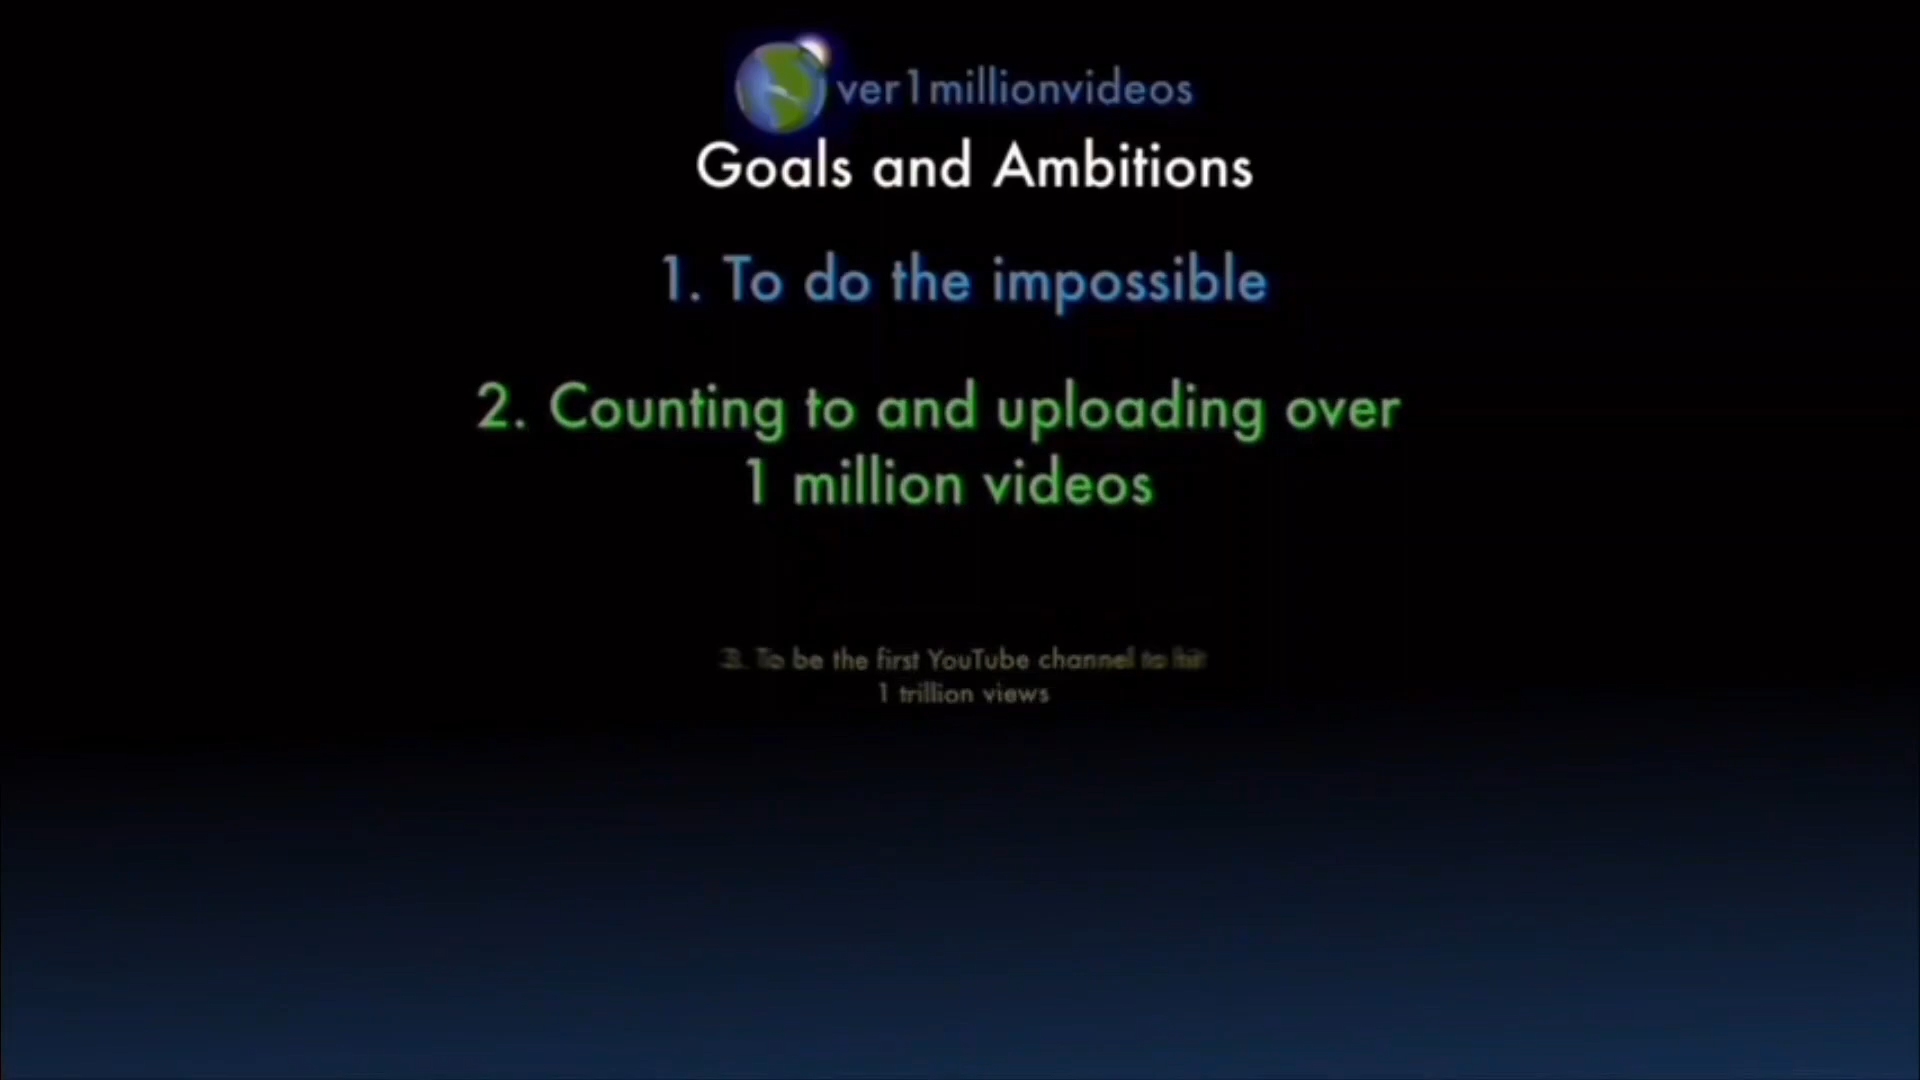 ver1millionvideos
Goals and Ambitions
1. To do the impossible
2. Counting to and uploading over
1 million videos
3. To be the first YouTube channel to hit
1 trillion views